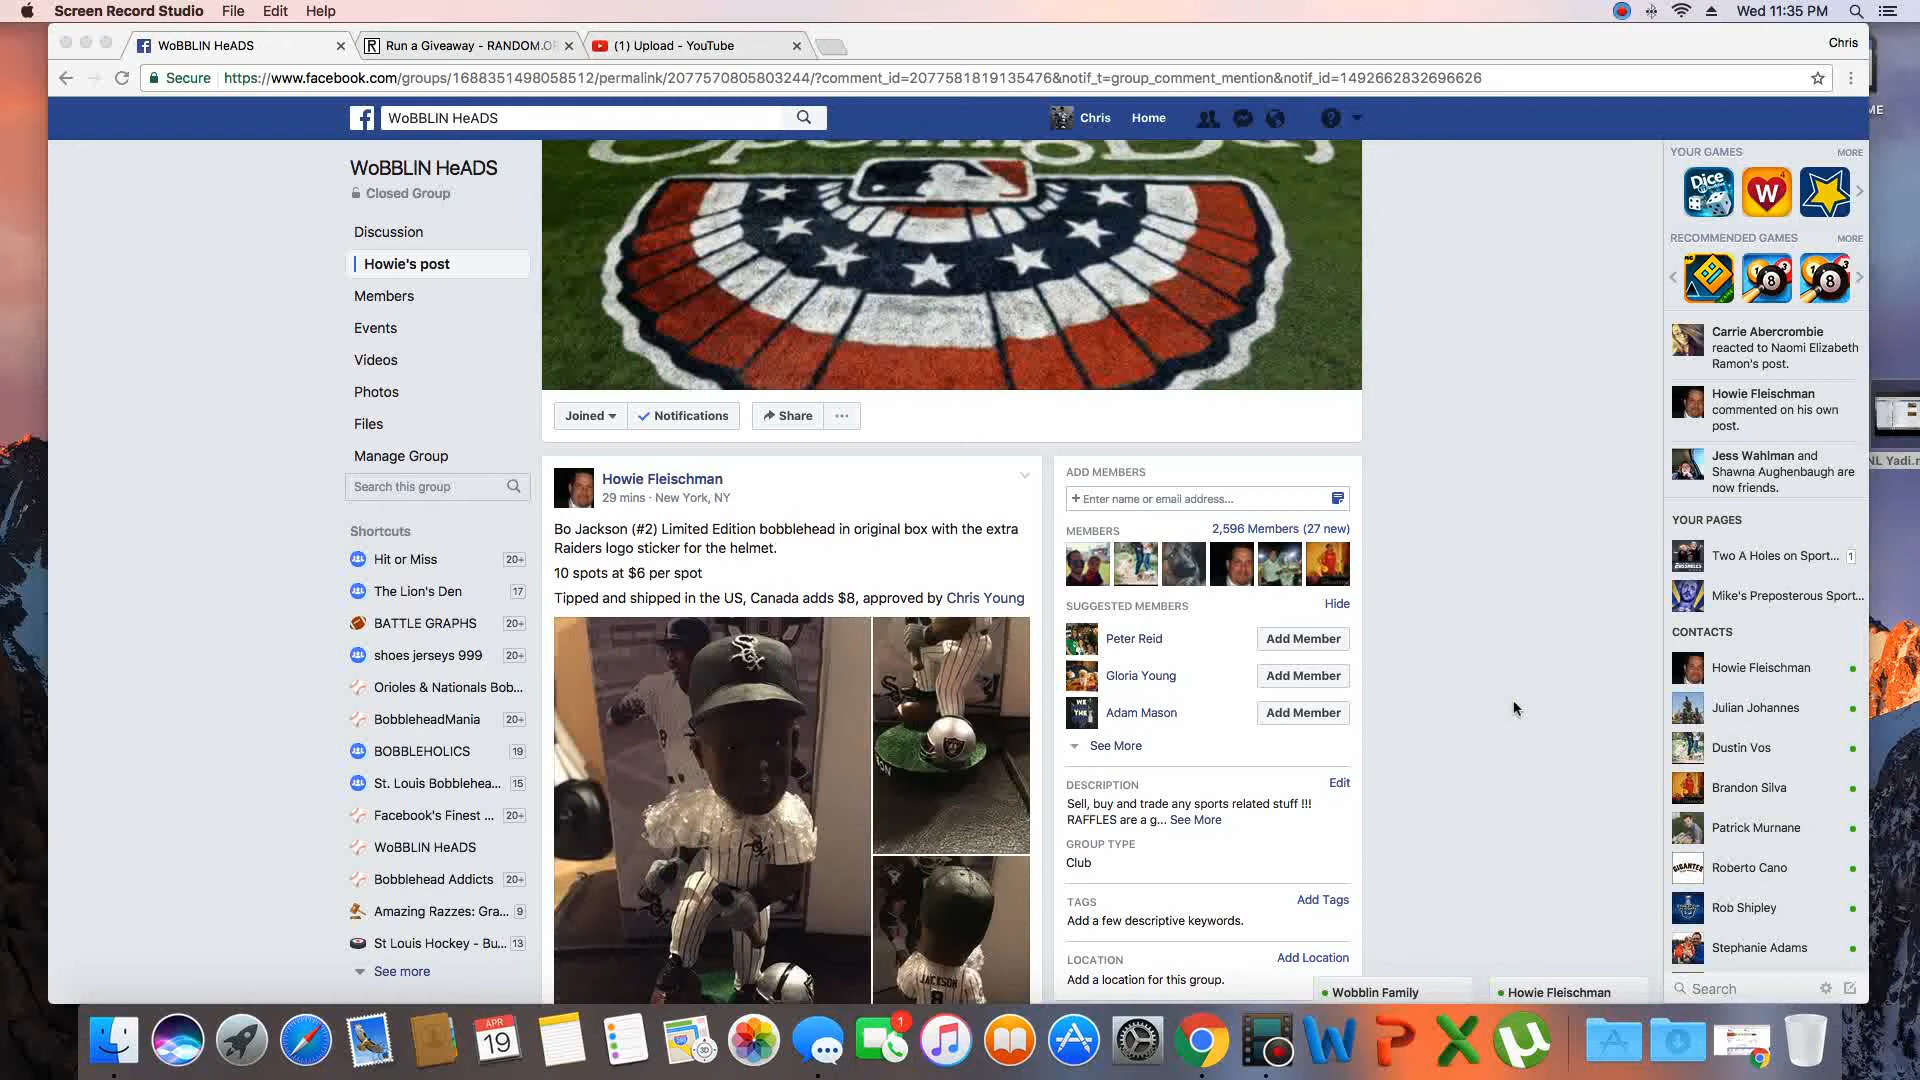 Screen Record Studio File Edit Help
Wed 11:35 PM
WoBBLIN HeADS
Run a Giveaway - RANDOM.OR
(1) Upload - YouTube
Chris
Secure https://www.facebook.com/groups/1688351498058512/permalink/2077570805803244/?comment_id=2077581819135476&notif_t=group_comment_mention&notif_id=1492662832696626
WoBBLIN HeADS
Chris Home
WoBBLIN HeADS
Closed Group
Discussion
Howie's post
Members
Events
Videos
Photos
Files
Manage Group
Search this group
Shortcuts
Hit or Miss 20+
The Lion's Den 17
BATTLE GRAPHS 20+
shoes jerseys 999 20+
Orioles & Nationals Bob...
BobbleheadMania 20+
BOBBLEHOLICS 19
St. Louis Bobblehea... 15
Facebook's Finest ... 20+
WoBBLIN HeADS
Bobblehead Addicts 20+
Amazing Razzes: Gra... 9
St Louis Hockey - Bu... 13
See more
Joined Notifications Share ...
Howie Fleischman
29 mins · New York, NY
Bo Jackson (#2) Limited Edition bobblehead in original box with the extra
Raiders logo sticker for the helmet.
10 spots at $6 per spot
Tipped and shipped in the US, Canada adds $8, approved by Chris Young
JACKSON
8
ADD MEMBERS
+ Enter name or email address...
MEMBERS 2,596 Members (27 new)
SUGGESTED MEMBERS Hide
Peter Reid Add Member
Gloria Young Add Member
Adam Mason Add Member
See More
DESCRIPTION Edit
Sell, buy and trade any sports related stuff !!!
RAFFLES are a g... See More
GROUP TYPE
Club
TAGS Add Tags
Add a few descriptive keywords.
LOCATION Add Location
Add a location for this group.
Wobblin Family
Howie Fleischman
YOUR GAMES MORE
Dice
W
4
RECOMMENDED GAMES MORE
8
8
Carrie Abercrombie
reacted to Naomi Elizabeth
Ramon's post.
Howie Fleischman
commented on his own
post.
Jess Wahlman and
Shawna Aughenbaugh are
now friends.
YOUR PAGES
Two A Holes on Sport... 1
Mike's Preposterous Sport...
CONTACTS
Howie Fleischman
Julian Johannes
Dustin Vos
Brandon Silva
Patrick Murnane
Roberto Cano
Rob Shipley
Stephanie Adams
Search
ME
NL Yadi.m
APR
19
1